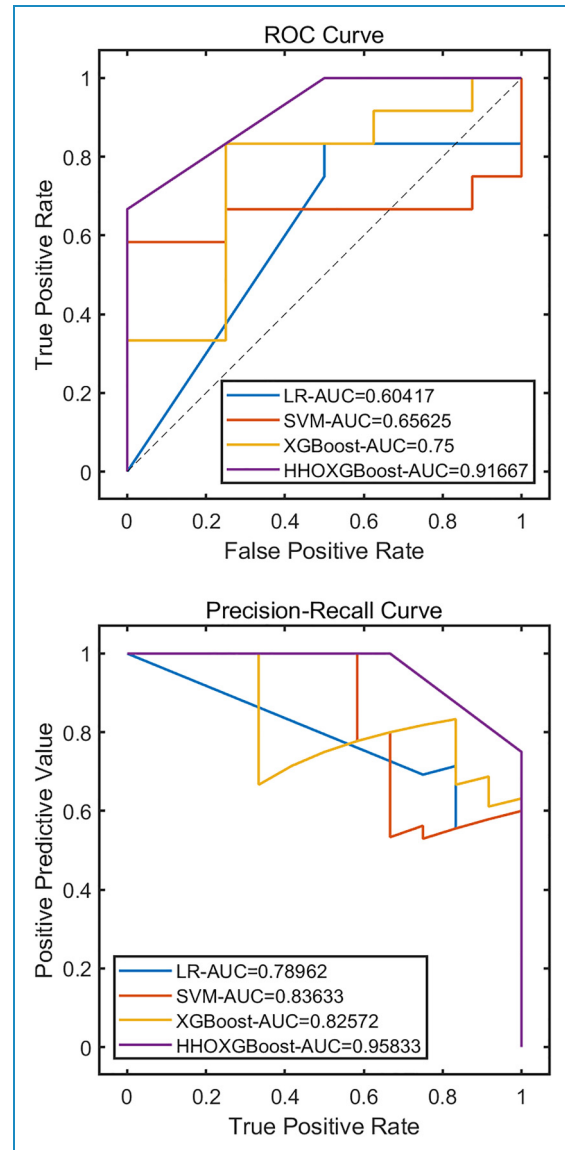 ROC Curve
1
0.8
0.6
0.4
0.2
0
True Positive Rate
LR-AUC=0.60417
SVM-AUC=0.65625
XGBoost-AUC=0.75
HHOXGBoost-AUC=0.91667
0 0.2 0.4 0.6 0.8 1
False Positive Rate
Precision-Recall Curve
1
0.8
0.6
0.4
0.2
0
Positive Predictive Value
LR-AUC=0.78962
SVM-AUC=0.83633
XGBoost-AUC=0.82572
HHOXGBoost-AUC=0.95833
0 0.2 0.4 0.6 0.8 1
True Positive Rate